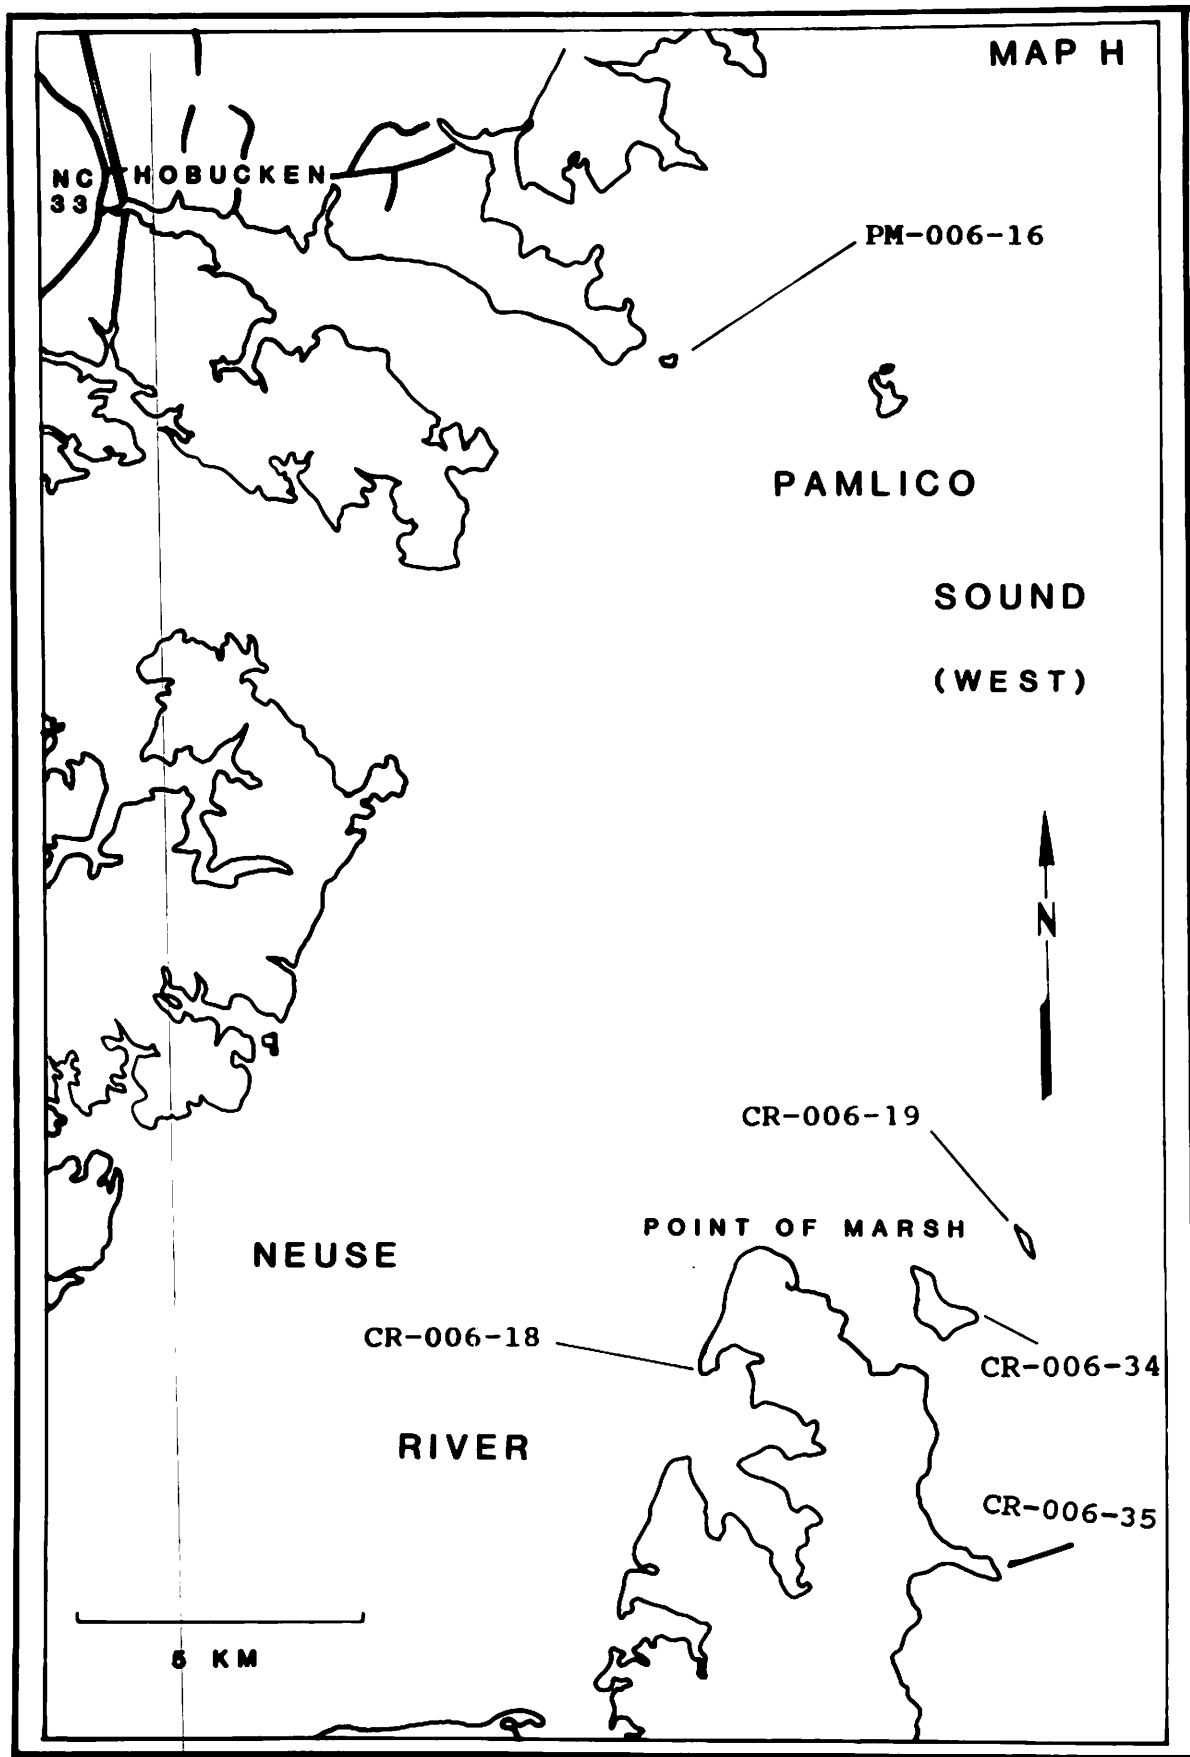 MAP H
NC HOBUCKEN
33
PM-006-16
PAMLICO
SOUND
(WEST)
N
CR-006-19
POINT OF MARSH
NEUSE
CR-006-18
CR-006-34
RIVER
CR-006-35
5 KM